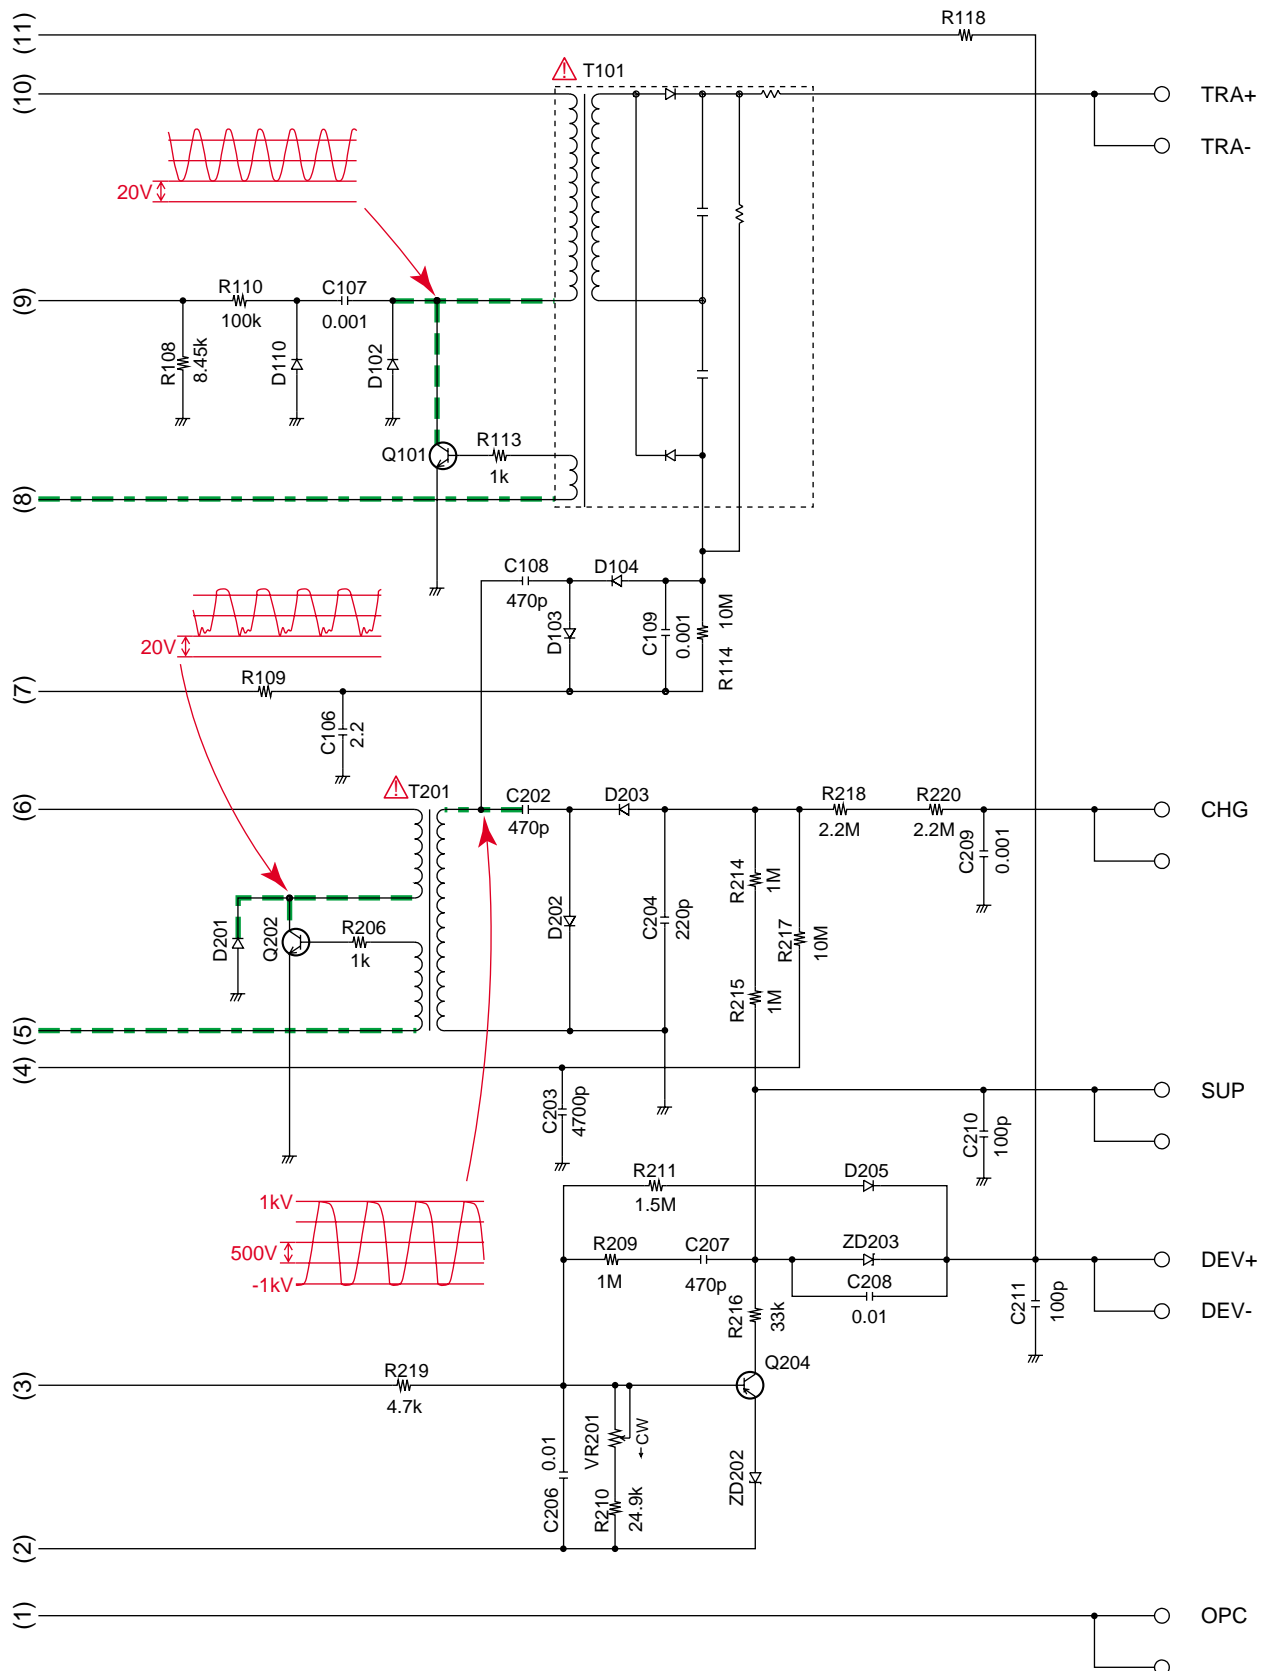 (11)
R118
(10)
T101
TRA+
TRA-
20V
(9)
R110
100k
C107
0.001
R108
8.45k
D110
D102
Q101
R113
1k
(8)
C108
470p
D104
D103
C109
0.001
10M
R114
20V
(7)
R109
C106
2.2
(6)
T201
C202
470p
D203
R218
2.2M
R220
2.2M
C209
0.001
CHG
R214
1M
D201
Q202
R206
1k
D202
C204
220p
R217
10M
R215
1M
(5)
(4)
C203
4700p
SUP
C210
100p
R211
1.5M
D205
1kV
500V
-1kV
R209
1M
C207
470p
ZD203
C208
0.01
DEV+
DEV-
R216
33k
C211
100p
Q204
(3)
R219
4.7k
0.01
C206
VR201
←CW
R210
24.9k
ZD202
(2)
(1)
OPC